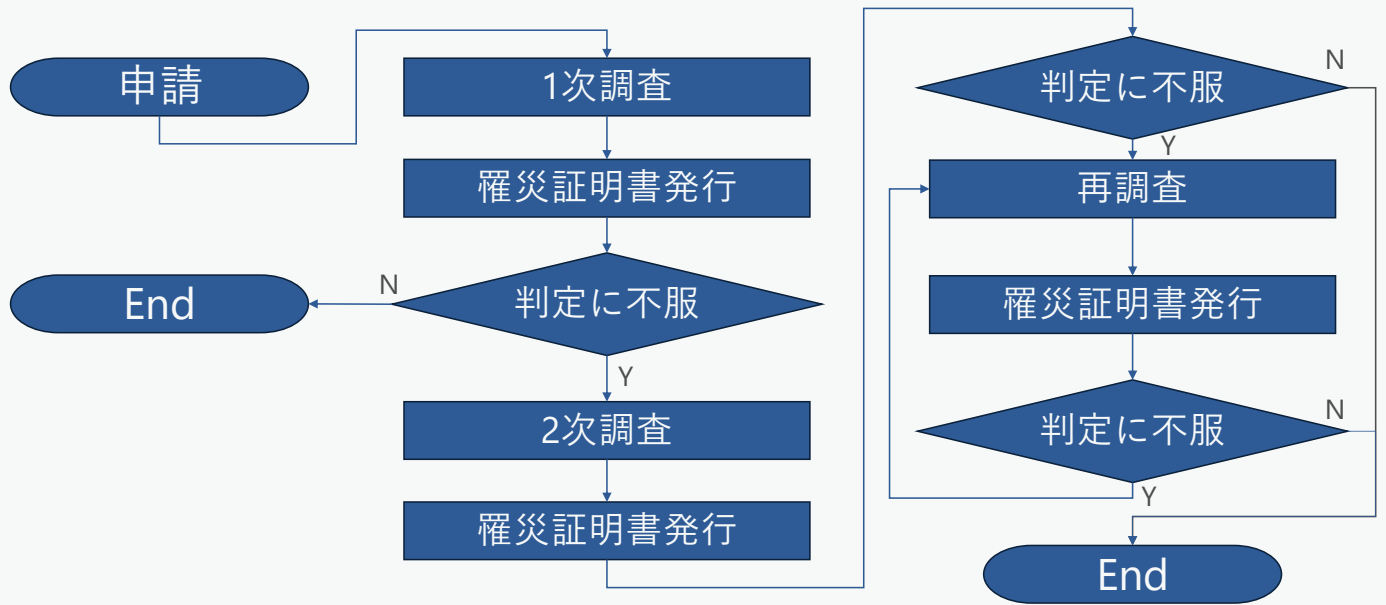 申請
1次調査
罹災証明書発行
判定に不服
N
End
Y
2次調査
罹災証明書発行
判定に不服
N
Y
再調査
罹災証明書発行
判定に不服
N
Y
End